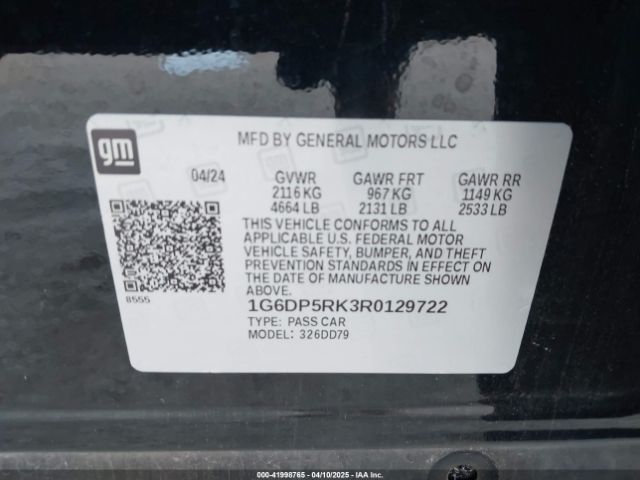 gm
MFD BY GENERAL MOTORS LLC
04/24 GVWR GAWR FRT GAWR RR
2116 KG 967 KG 1149 KG
4664 LB 2131 LB 2533 LB
THIS VEHICLE CONFORMS TO ALL
APPLICABLE U.S. FEDERAL MOTOR
VEHICLE SAFETY, BUMPER, AND THEFT
PREVENTION STANDARDS IN EFFECT
ON THE DATE OF MANUFACTURE SHOWN
ABOVE.
8555
1G6DP5RK3R0129722
TYPE: PASS CAR
MODEL: 326DD79
000-41998765 - 04/10/2025 - IAA Inc.